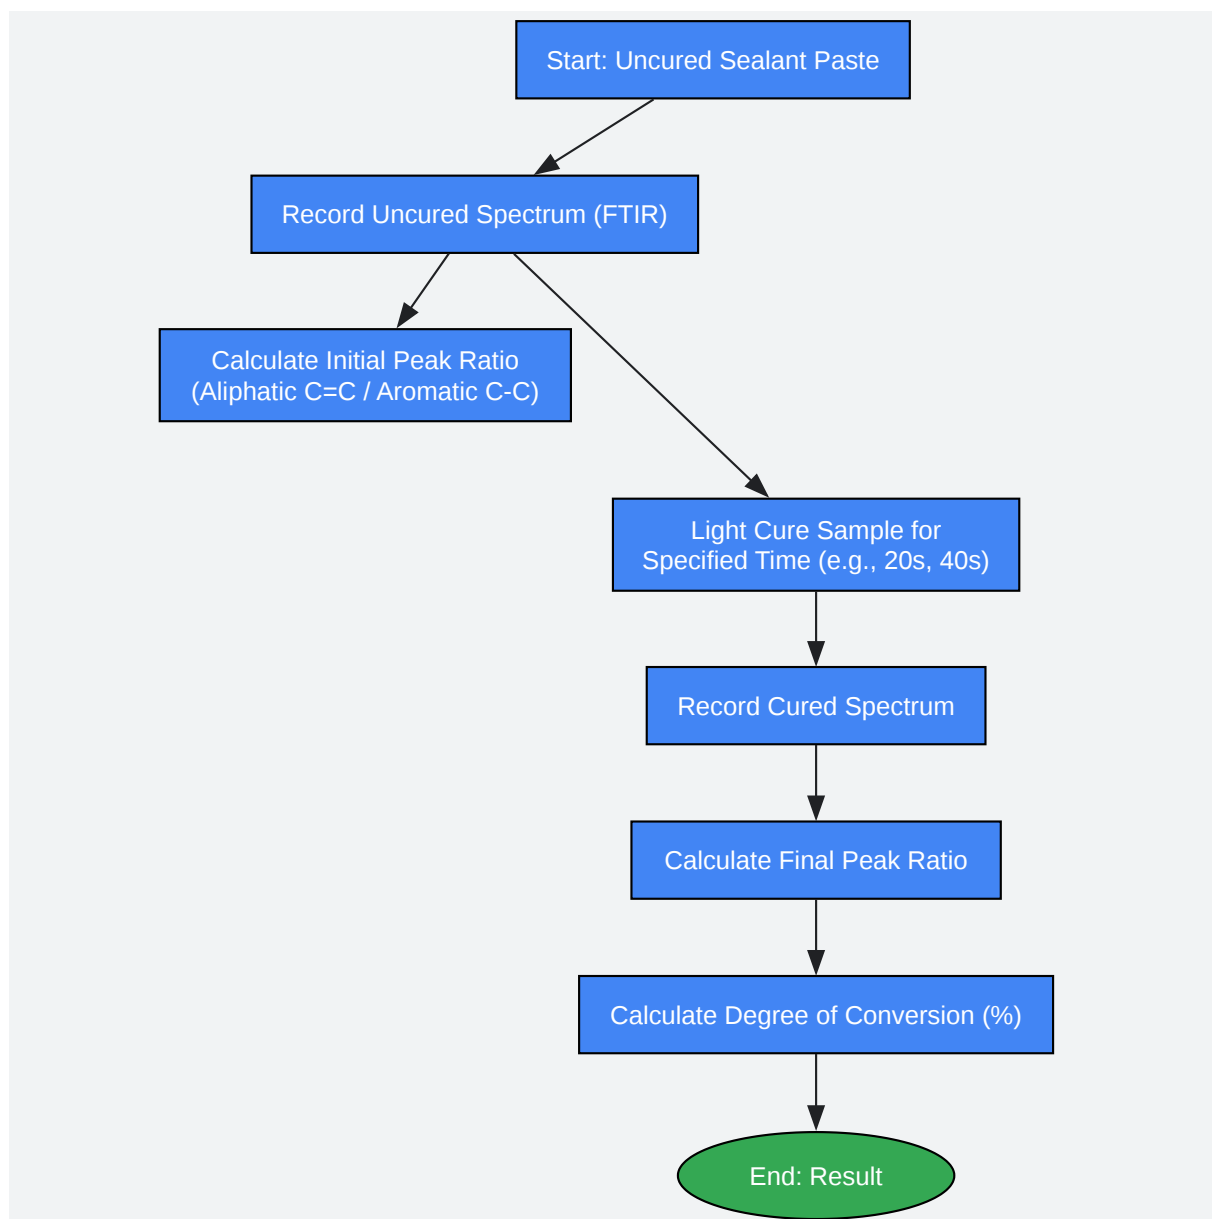 Start: Uncured Sealant Paste
Record Uncured Spectrum (FTIR)
Calculate Initial Peak Ratio
(Aliphatic C=C / Aromatic C-C)
Light Cure Sample for
Specified Time (e.g., 20s, 40s)
Record Cured Spectrum
Calculate Final Peak Ratio
Calculate Degree of Conversion (%)
End: Result